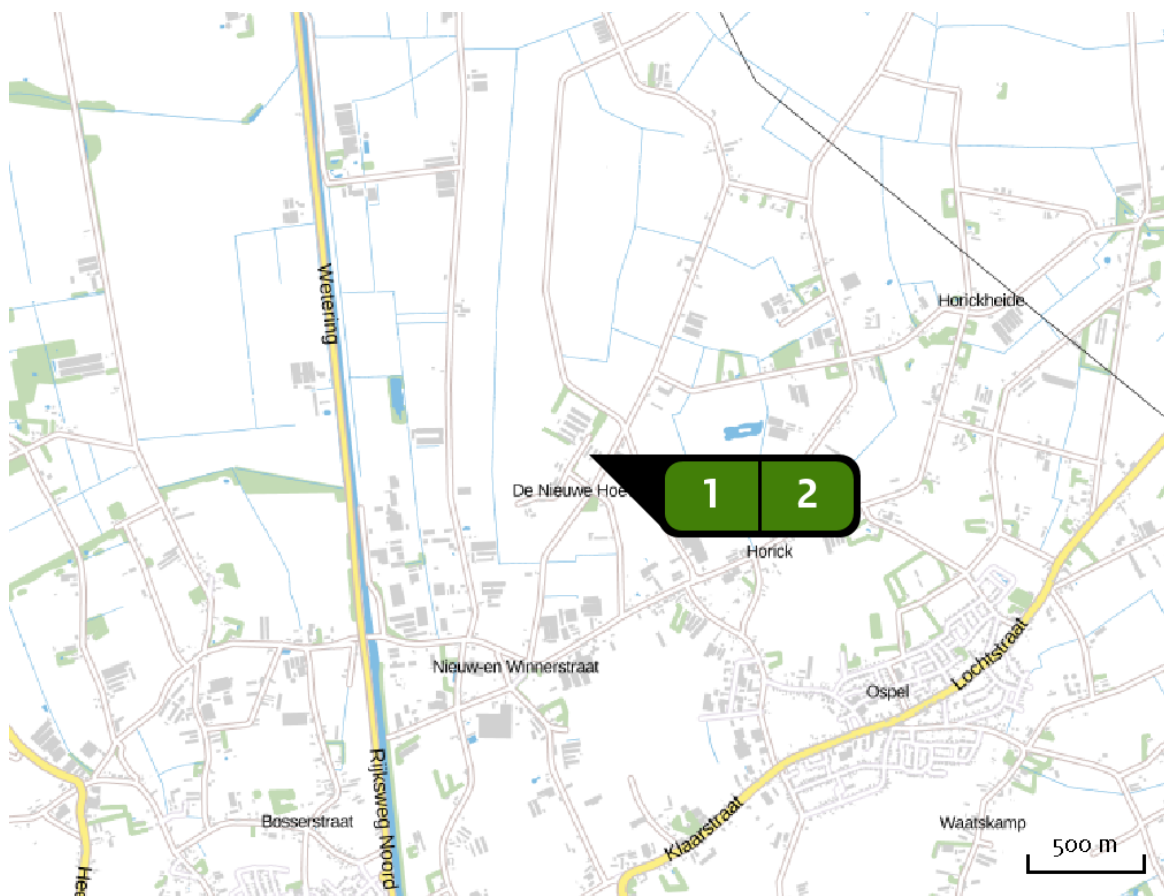 Wetering
Horickheide
1 2
De Nieuwe Hoe
Horick
Nieuw-en Winnerstraat
Lochtstraat
Ospel
Rijksweg Noord
Klaarstraat
Bosserstraat
Waatskamp
500 m
Hee